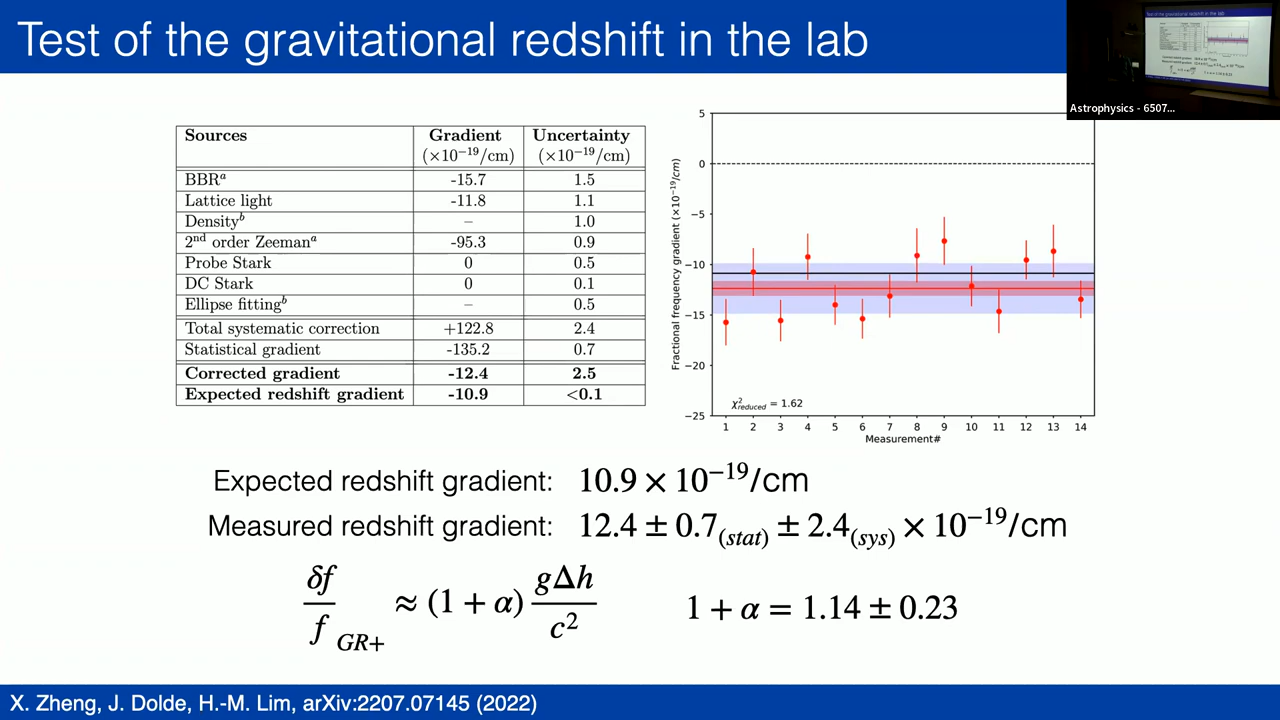 Test of the gravitational redshift in the lab
Astrophysics - 6507...
Sources Gradient Uncertainty
(×10⁻¹⁹/cm) (×10⁻¹⁹/cm)
BBRᵃ -15.7 1.5
Lattice light -11.8 1.1
Densityᵇ – 1.0
2ⁿᵈ order Zeemanᵃ -95.3 0.9
Probe Stark 0 0.5
DC Stark 0 0.1
Ellipse fittingᵇ – 0.5
Total systematic correction +122.8 2.4
Statistical gradient -135.2 0.7
Corrected gradient -12.4 2.5
Expected redshift gradient -10.9 <0.1
Fractional frequency gradient (×10⁻¹⁹/cm)
5
0
−5
−10
−15
−20
−25
χ²reduced = 1.62
1 2 3 4 5 6 7 8 9 10 11 12 13 14
Measurement#
Expected redshift gradient: 10.9 × 10⁻¹⁹/cm
Measured redshift gradient: 12.4 ± 0.7(stat) ± 2.4(sys) × 10⁻¹⁹/cm
δf/f GR+ ≈ (1 + α) gΔh/c² 1 + α = 1.14 ± 0.23
X. Zheng, J. Dolde, H.-M. Lim, arXiv:2207.07145 (2022)